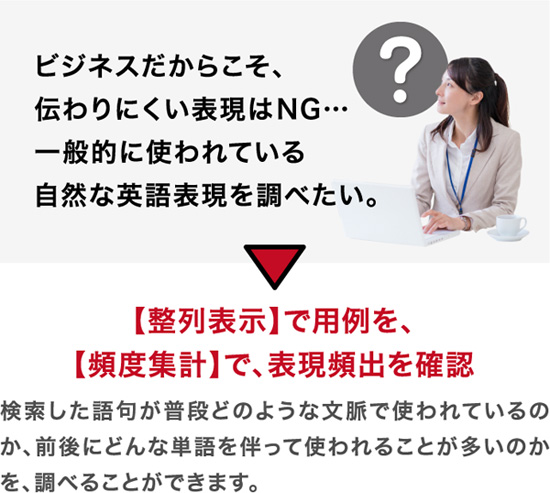 ビジネスだからこそ、
伝わりにくい表現はNG…
一般的に使われている
自然な英語表現を調べたい。
?
【整列表示】で用例を、
【頻度集計】で、表現頻出を確認
検索した語句が普段どのような文脈で使われているの
か、前後にどんな単語を伴って使われることが多いのか
を、調べることができます。